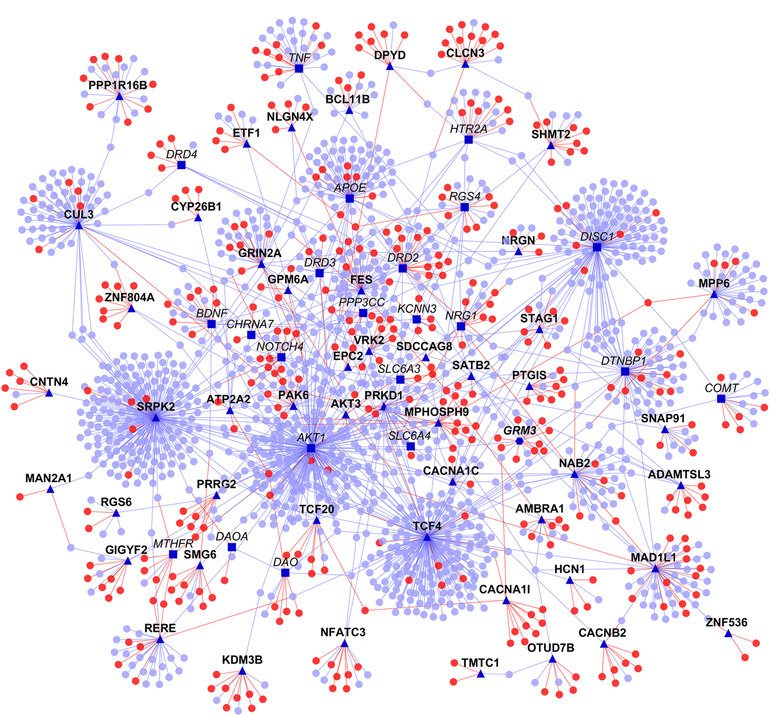 TNF
DPYD
CLCN3
PPP1R16B
BCL11B
NLGN4X
ETF1
HTR2A
SHMT2
DRD4
APOE
RGS4
CYP26B1
CUL3
NRGN
DISC1
GRIN2A
DRD3
DRD2
GPM6A
FES
MPP6
ZNF804A
PPP3CC
BDNF
KCNN3
NRG1
STAG1
CHRNA7
VRK2
NOTCH4
EPC2
SDCCAG8
SATB2
DTNBP1
SLC6A3
PTGIS
CNTN4
COMT
SRPK2
ATP2A2
PAK6
AKT3
PRKD1
MPHOSPH9
SNAP91
GRM3
AKT1
SLC6A4
CACNA1C
NAB2
MAN2A1
PRRG2
ADAMTSL3
RGS6
TCF20
TCF4
AMBRA1
GIGYF2
MTHFR
SMG6
DAOA
DAO
MAD1L1
HCN1
CACNA1I
RERE
NFATC3
ZNF536
CACNB2
KDM3B
TMTC1
OTUD7B